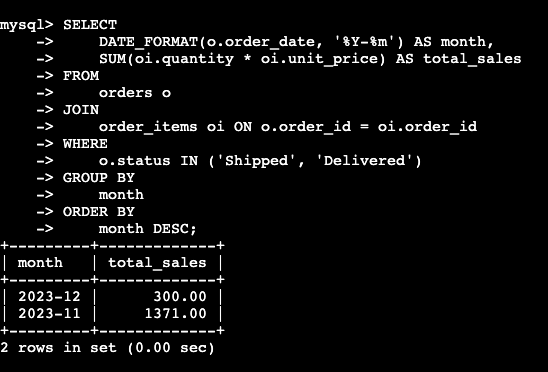 mysql> SELECT
    ->     DATE_FORMAT(o.order_date, '%Y-%m') AS month,
    ->     SUM(oi.quantity * oi.unit_price) AS total_sales
    -> FROM
    ->     orders o
    -> JOIN
    ->     order_items oi ON o.order_id = oi.order_id
    -> WHERE
    ->     o.status IN ('Shipped', 'Delivered')
    -> GROUP BY
    ->     month
    -> ORDER BY
    ->     month DESC;
+---------+-------------+
| month   | total_sales |
+---------+-------------+
| 2023-12 |      300.00 |
| 2023-11 |     1371.00 |
+---------+-------------+
2 rows in set (0.00 sec)